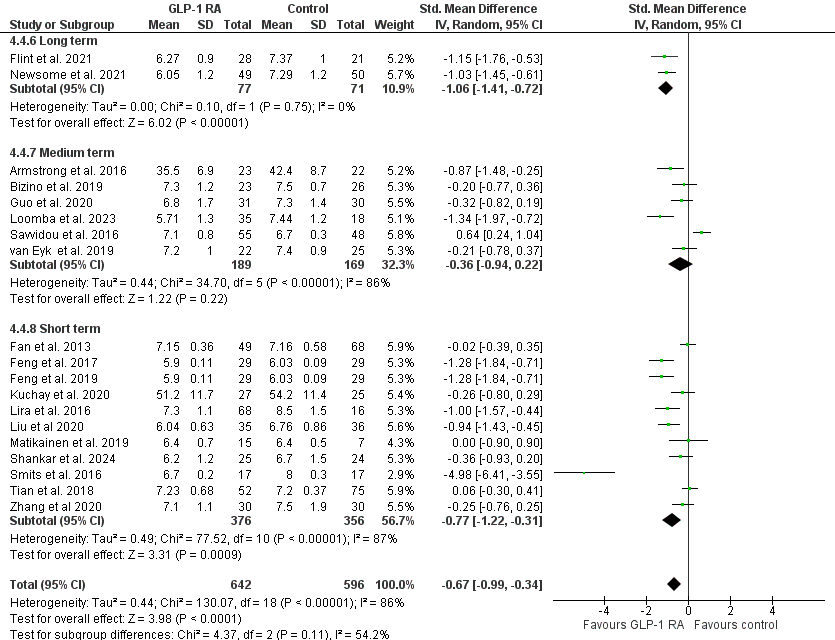 GLP-1 RA Control Std. Mean Difference Std. Mean Difference
Study or Subgroup Mean SD Total Mean SD Total Weight IV, Random, 95% CI IV, Random, 95% CI
4.4.6 Long term
Flint et al. 2021 6.27 0.9 28 7.37 1 21 5.2% -1.15 [-1.76, -0.53]
Newsome et al. 2021 6.05 1.2 49 7.29 1.2 50 5.7% -1.03 [-1.45, -0.61]
Subtotal (95% CI) 77 71 10.9% -1.06 [-1.41, -0.72]
Heterogeneity: Tau² = 0.00; Chi² = 0.10, df = 1 (P = 0.75); I² = 0%
Test for overall effect: Z = 6.02 (P < 0.00001)
4.4.7 Medium term
Armstrong et al. 2016 35.5 6.9 23 42.4 8.7 22 5.2% -0.87 [-1.48, -0.25]
Bizino et al. 2019 7.3 1.2 23 7.5 0.7 26 5.3% -0.20 [-0.77, 0.36]
Guo et al. 2020 6.8 1.7 31 7.3 1.4 30 5.5% -0.32 [-0.82, 0.19]
Loomba et al. 2023 5.71 1.3 35 7.44 1.2 18 5.1% -1.34 [-1.97, -0.72]
Savvidou et al. 2016 7.1 0.8 55 6.7 0.3 48 5.8% 0.64 [0.24, 1.04]
van Eyk et al. 2019 7.2 1 22 7.4 0.9 25 5.3% -0.21 [-0.78, 0.37]
Subtotal (95% CI) 189 169 32.3% -0.36 [-0.94, 0.22]
Heterogeneity: Tau² = 0.44; Chi² = 34.70, df = 5 (P < 0.00001); I² = 86%
Test for overall effect: Z = 1.22 (P = 0.22)
4.4.8 Short term
Fan et al. 2013 7.15 0.36 49 7.16 0.58 68 5.9% -0.02 [-0.39, 0.35]
Feng et al. 2017 5.9 0.11 29 6.03 0.09 29 5.3% -1.28 [-1.84, -0.71]
Feng et al. 2019 5.9 0.11 29 6.03 0.09 29 5.3% -1.28 [-1.84, -0.71]
Kuchay et al. 2020 51.2 11.7 27 54.2 11.4 25 5.4% -0.26 [-0.80, 0.29]
Lira et al. 2016 7.3 1.1 68 8.5 1.5 16 5.3% -1.00 [-1.57, -0.44]
Liu et al 2020 6.04 0.63 35 6.76 0.86 36 5.5% -0.94 [-1.43, -0.45]
Matikainen et al. 2019 6.4 0.7 15 6.4 0.5 7 4.3% 0.00 [-0.90, 0.90]
Shankar et al. 2024 6.2 1.2 25 6.7 1.5 24 5.3% -0.36 [-0.93, 0.20]
Smits et al. 2016 6.7 0.2 17 8 0.3 17 2.9% -4.98 [-6.41, -3.55]
Tian et al. 2018 7.23 0.68 52 7.2 0.37 75 5.9% 0.06 [-0.30, 0.41]
Zhang et al 2020 7.1 1.1 30 7.5 1.9 30 5.5% -0.25 [-0.76, 0.25]
Subtotal (95% CI) 376 356 56.7% -0.77 [-1.22, -0.31]
Heterogeneity: Tau² = 0.49; Chi² = 77.52, df = 10 (P < 0.00001); I² = 87%
Test for overall effect: Z = 3.31 (P = 0.0009)
Total (95% CI) 642 596 100.0% -0.67 [-0.99, -0.34]
Heterogeneity: Tau² = 0.44; Chi² = 130.07, df = 18 (P < 0.00001); I² = 86%
Test for overall effect: Z = 3.98 (P < 0.0001)
Test for subgroup differences: Chi² = 4.37, df = 2 (P = 0.11), I² = 54.2%
-4 -2 0 2 4
Favours GLP-1 RA Favours control